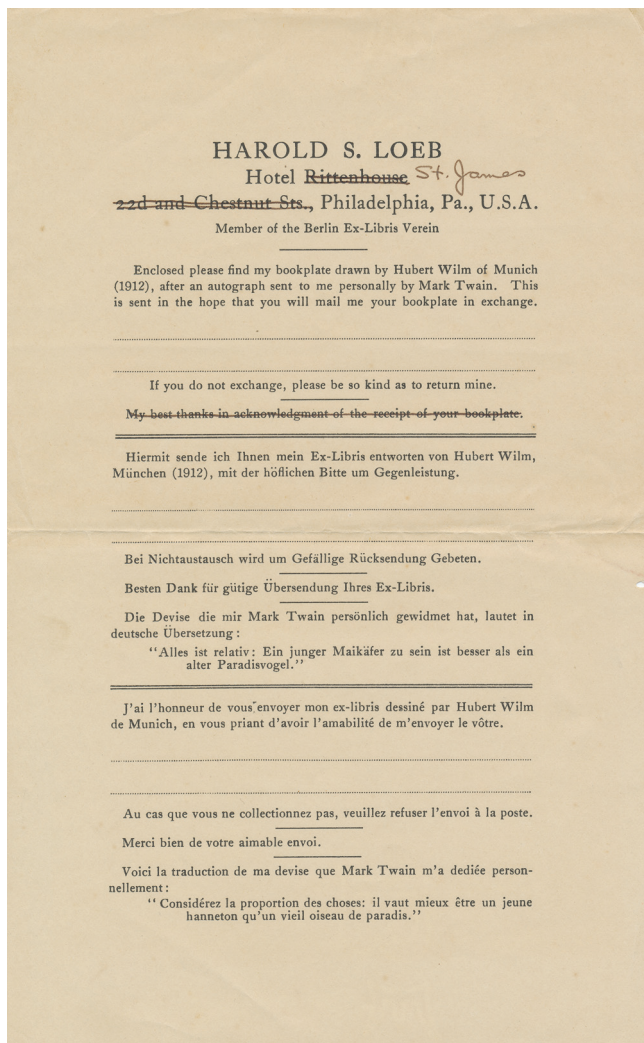 HAROLD S. LOEB
Hotel Rittenhouse St. James
22d and Chestnut Sts., Philadelphia, Pa., U.S.A.
Member of the Berlin Ex-Libris Verein
Enclosed please find my bookplate drawn by Hubert Wilm of Munich
(1912), after an autograph sent to me personally by Mark Twain. This
is sent in the hope that you will mail me your bookplate in exchange.
If you do not exchange, please be so kind as to return mine.
My best thanks in acknowledgment of the receipt of your bookplate.
Hiermit sende ich Ihnen mein Ex-Libris entworten von Hubert Wilm,
München (1912), mit der höflichen Bitte um Gegenleistung.
Bei Nichtaustausch wird um Gefällige Rücksendung Gebeten.
Besten Dank für gütige Übersendung Ihres Ex-Libris.
Die Devise die mir Mark Twain persönlich gewidmet hat, lautet in
deutsche Übersetzung:
"Alles ist relativ: Ein junger Maikäfer zu sein ist besser als ein
alter Paradisvogel."
J'ai l'honneur de vous envoyer mon ex-libris dessiné par Hubert Wilm
de Munich, en vous priant d'avoir l'amabilité de m'envoyer le vôtre.
Au cas que vous ne collectionnez pas, veuillez refuser l'envoi à la poste.
Merci bien de votre aimable envoi.
Voici la traduction de ma devise que Mark Twain m'a dediée person-
nellement:
"Considérez la proportion des choses: il vaut mieux être un jeune
hanneton qu'un vieil oiseau de paradis."